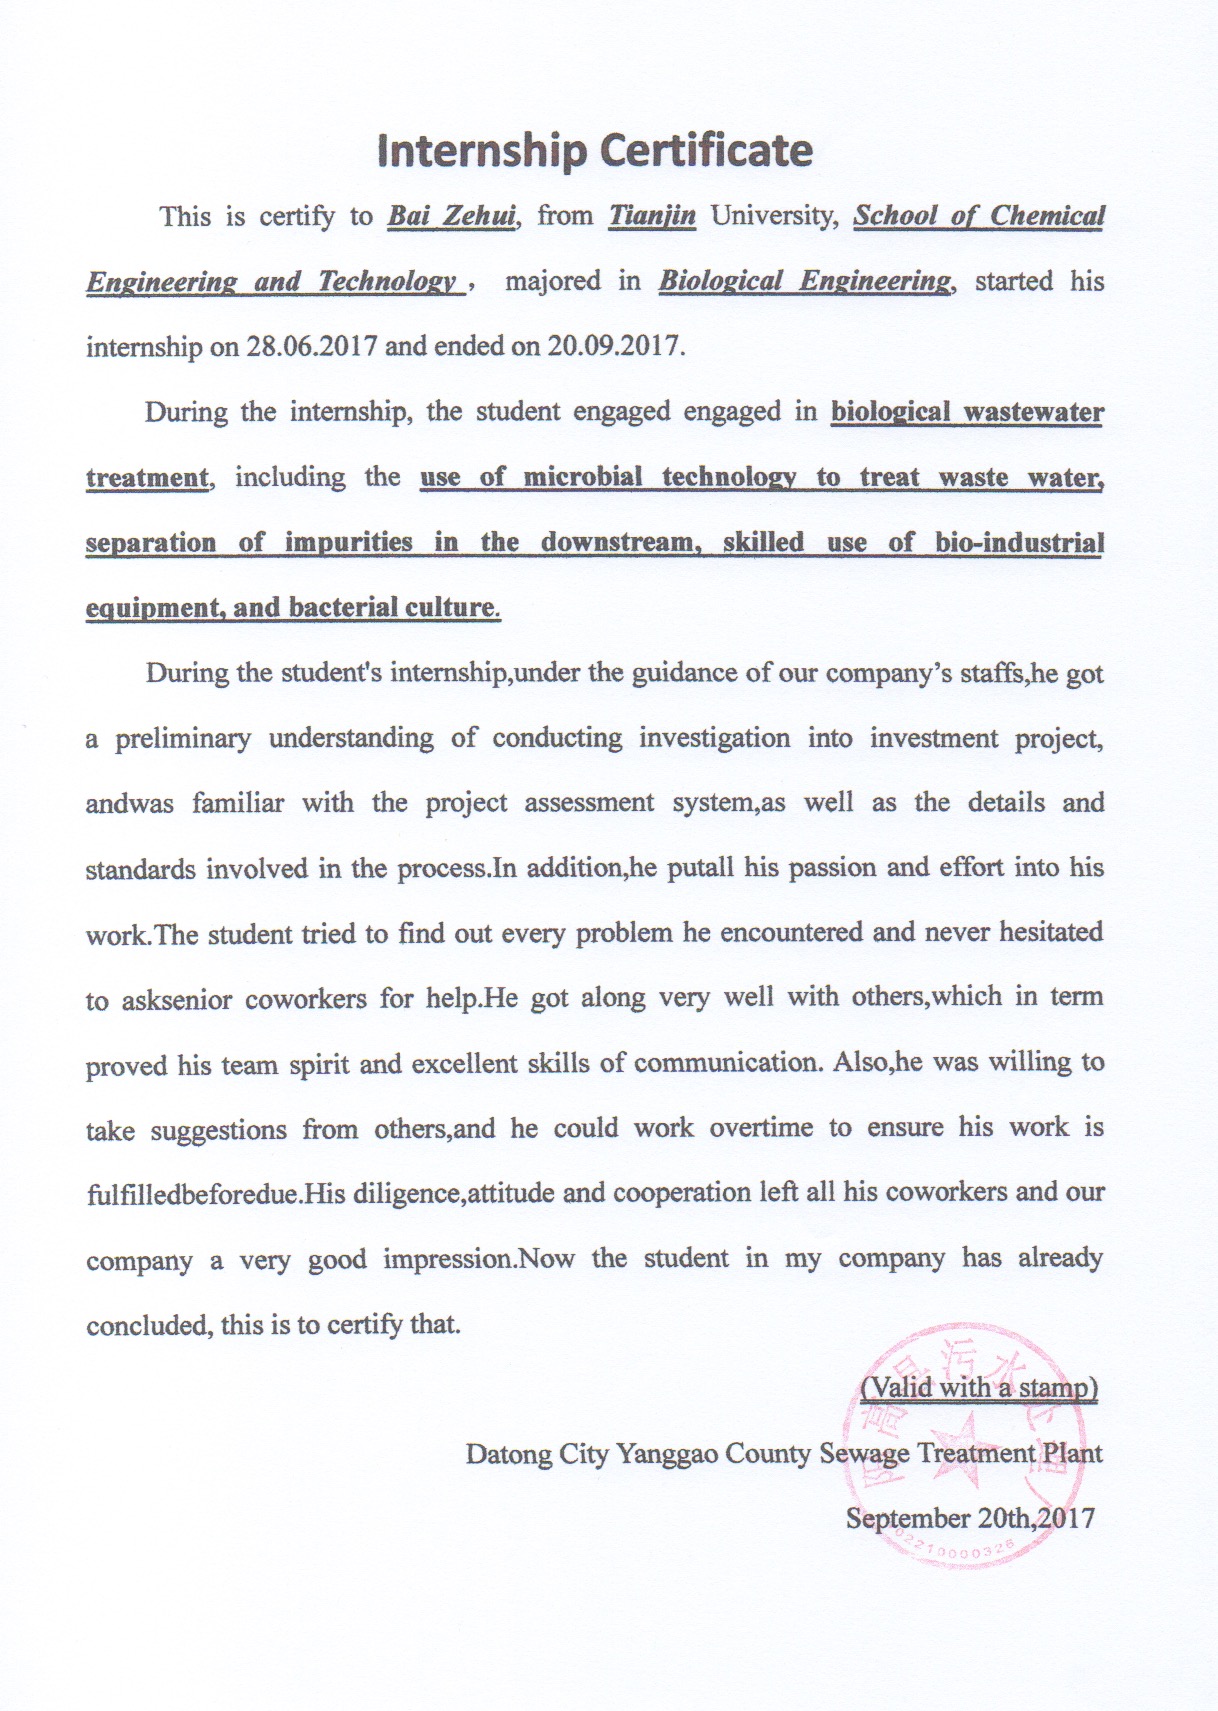 Internship Certificate
This is certify to Bai Zehui, from Tianjin University, School of Chemical
Engineering and Technology , majored in Biological Engineering, started his
internship on 28.06.2017 and ended on 20.09.2017.
During the internship, the student engaged engaged in biological wastewater
treatment, including the use of microbial technology to treat waste water,
separation of impurities in the downstream, skilled use of bio-industrial
equipment, and bacterial culture.
During the student's internship,under the guidance of our company’s staffs,he got
a preliminary understanding of conducting investigation into investment project,
andwas familiar with the project assessment system,as well as the details and
standards involved in the process.In addition,he putall his passion and effort into his
work.The student tried to find out every problem he encountered and never hesitated
to asksenior coworkers for help.He got along very well with others,which in term
proved his team spirit and excellent skills of communication. Also,he was willing to
take suggestions from others,and he could work overtime to ensure his work is
fulfilledbeforedue.His diligence,attitude and cooperation left all his coworkers and our
company a very good impression.Now the student in my company has already
concluded, this is to certify that.
(Valid with a stamp)
Datong City Yanggao County Sewage Treatment Plant
September 20th,2017
阳高县污水处理厂